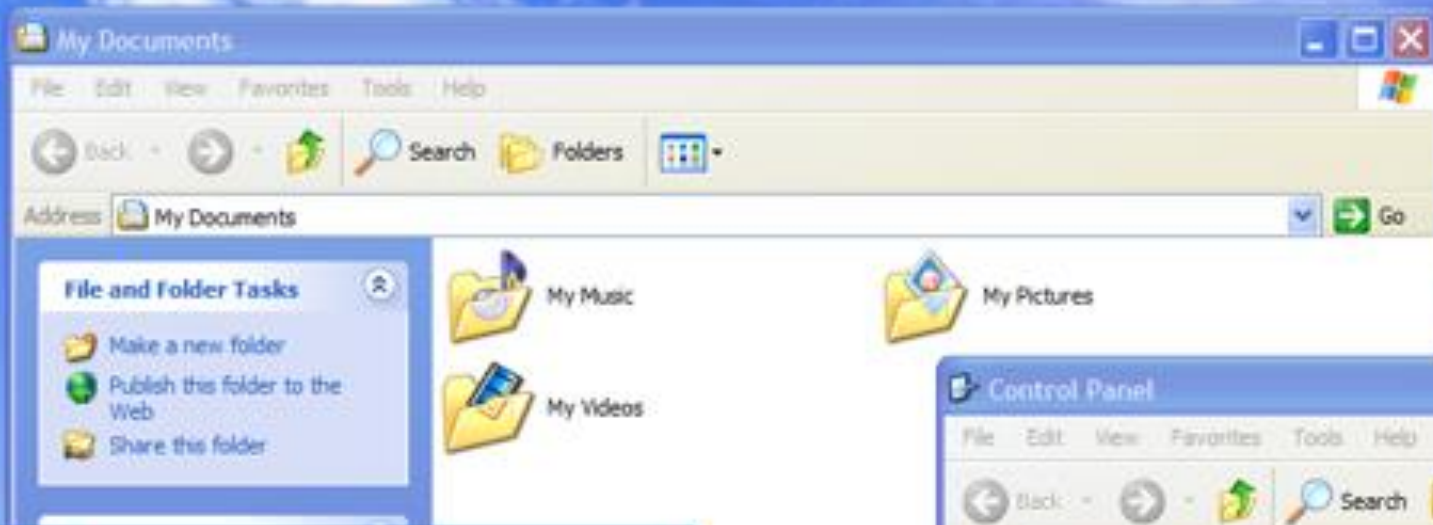 My Documents
File Edit View Favorites Tools Help
Back Search Folders
Address My Documents Go
File and Folder Tasks
Make a new folder
Publish this folder to the
Web
Share this folder
My Music
My Pictures
My Videos
Control Panel
File Edit View Favorites Tools Help
Back Search